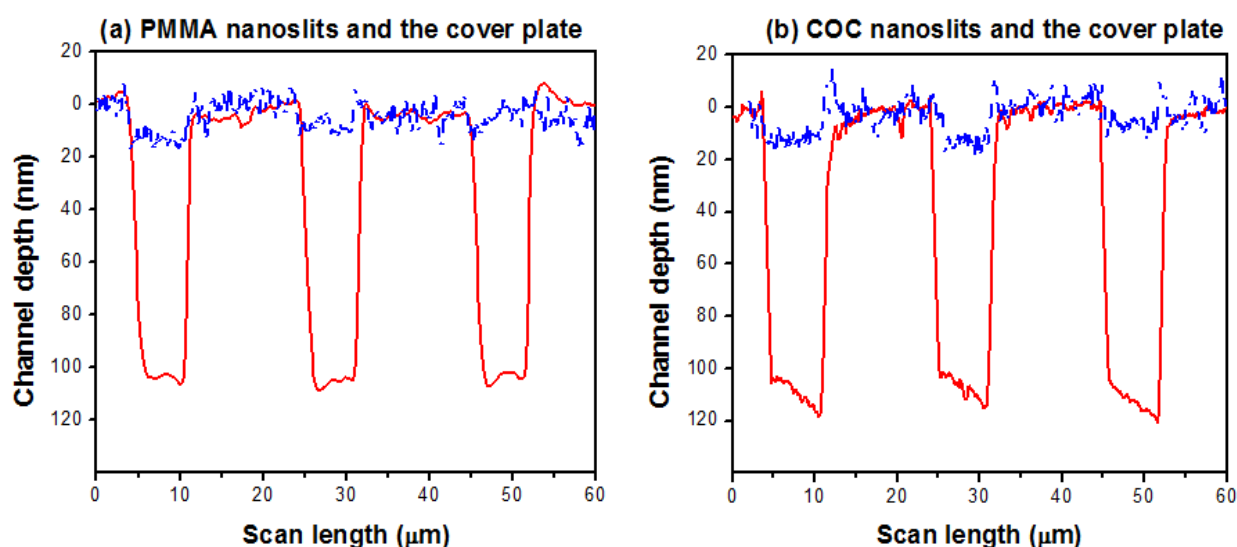 (a) PMMA nanoslits and the cover plate
20
0
20
40
60
80
100
120
0 10 20 30 40 50 60
Channel depth (nm)
Scan length (μm)
(b) COC nanoslits and the cover plate
20
0
20
40
60
80
100
120
0 10 20 30 40 50 60
Channel depth (nm)
Scan length (μm)